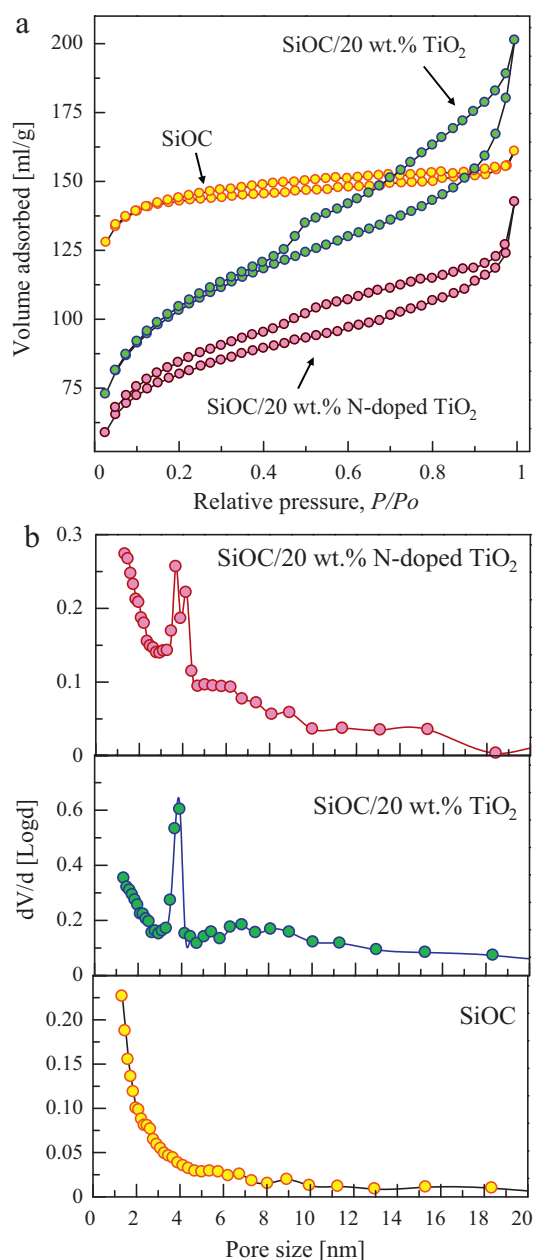 a
200
175
150
125
100
75
Volume adsorbed [ml/g]
SiOC/20 wt.% TiO₂
SiOC
SiOC/20 wt.% N-doped TiO₂
0 0.2 0.4 0.6 0.8 1
Relative pressure, P/Po
b
0.3
0.2
0.1
0
SiOC/20 wt.% N-doped TiO₂
dV/d [Logd]
0.6
0.4
0.2
0
SiOC/20 wt.% TiO₂
0.20
0.15
0.10
0.05
0
SiOC
0 2 4 6 8 10 12 14 16 18 20
Pore size [nm]